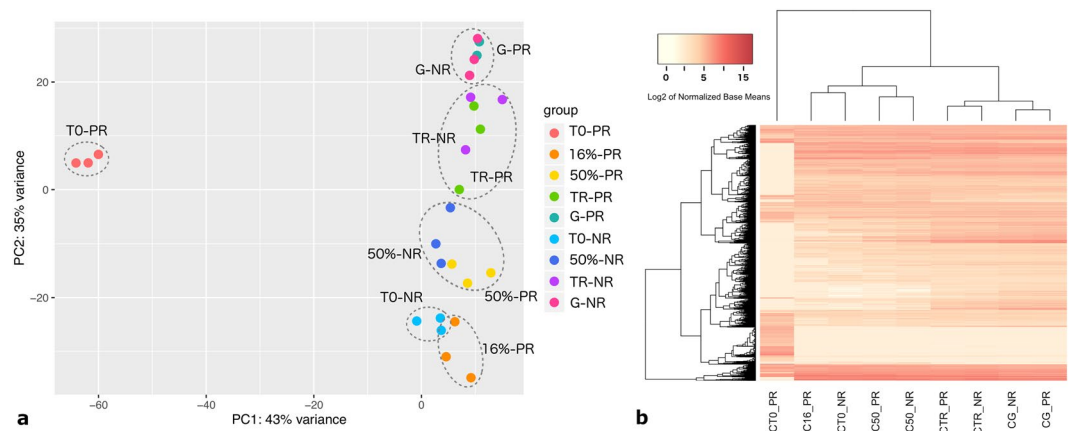 20
0
−20
PC2: 35% variance
−60
−40
−20
0
PC1: 43% variance
T0-PR
G-PR
G-NR
TR-NR
TR-PR
50%-NR
50%-PR
T0-NR
16%-PR
a
group
T0-PR
16%-PR
50%-PR
TR-PR
G-PR
T0-NR
50%-NR
TR-NR
G-NR
0 5 10 15
Log2 of Normalized Base Means
CT0_PR
C16_PR
CT0_NR
C50_PR
C50_NR
CTR_PR
CTR_NR
CG_NR
CG_PR
b